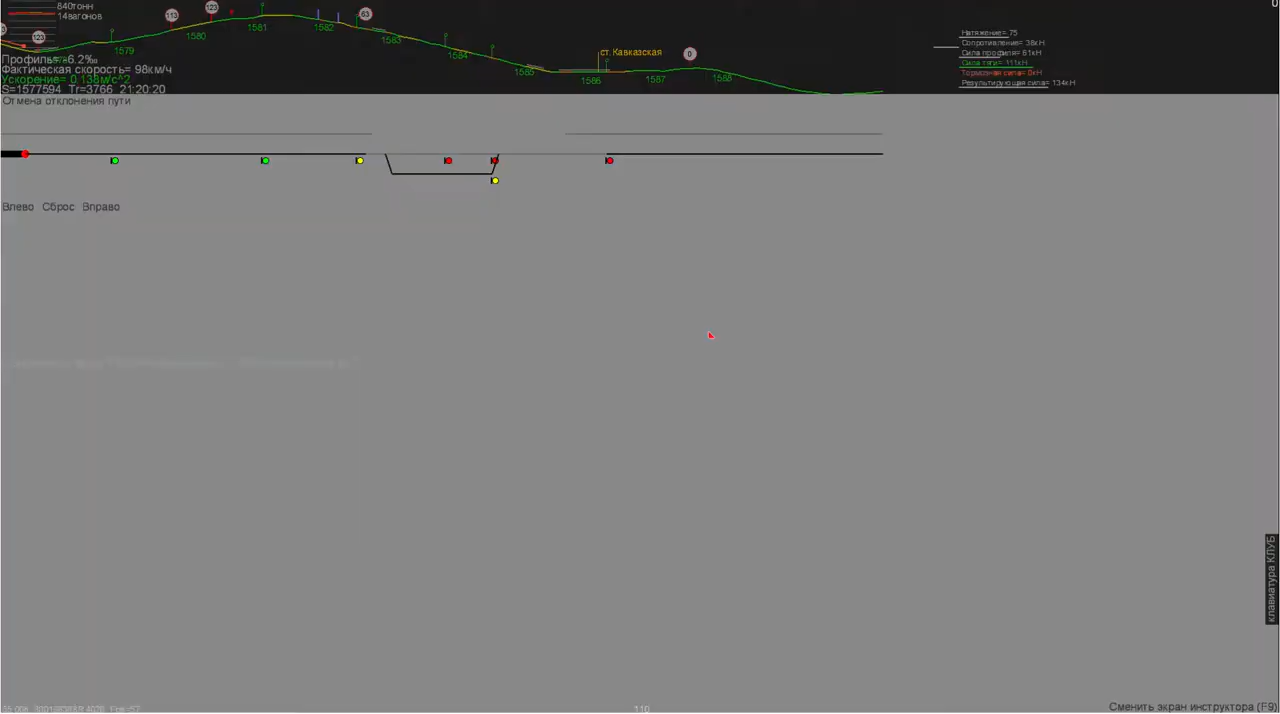 840тонн
14вагонов
113
123
63
123
0
1579
1580
1581
1582
1583
1584
1585
1586
1587
1588
ст. Кавказская
0
Профиль= -6.2%
Фактическая скорость= 98км/ч
Ускорение= 0.138м/с^2
S=1577594 Tr=3766 21:20:20
Отмена отклонения пути
Натяжение= 75
Сопротивление= 38кН
Сила профиля= 61кН
Сила тяги= 111кН
Тормозная сила= 0кН
Результирующая сила= 134кН
Влево Сброс Вправо
клавиатура КЛУБ
110
Сменить экран инструктора (F9)